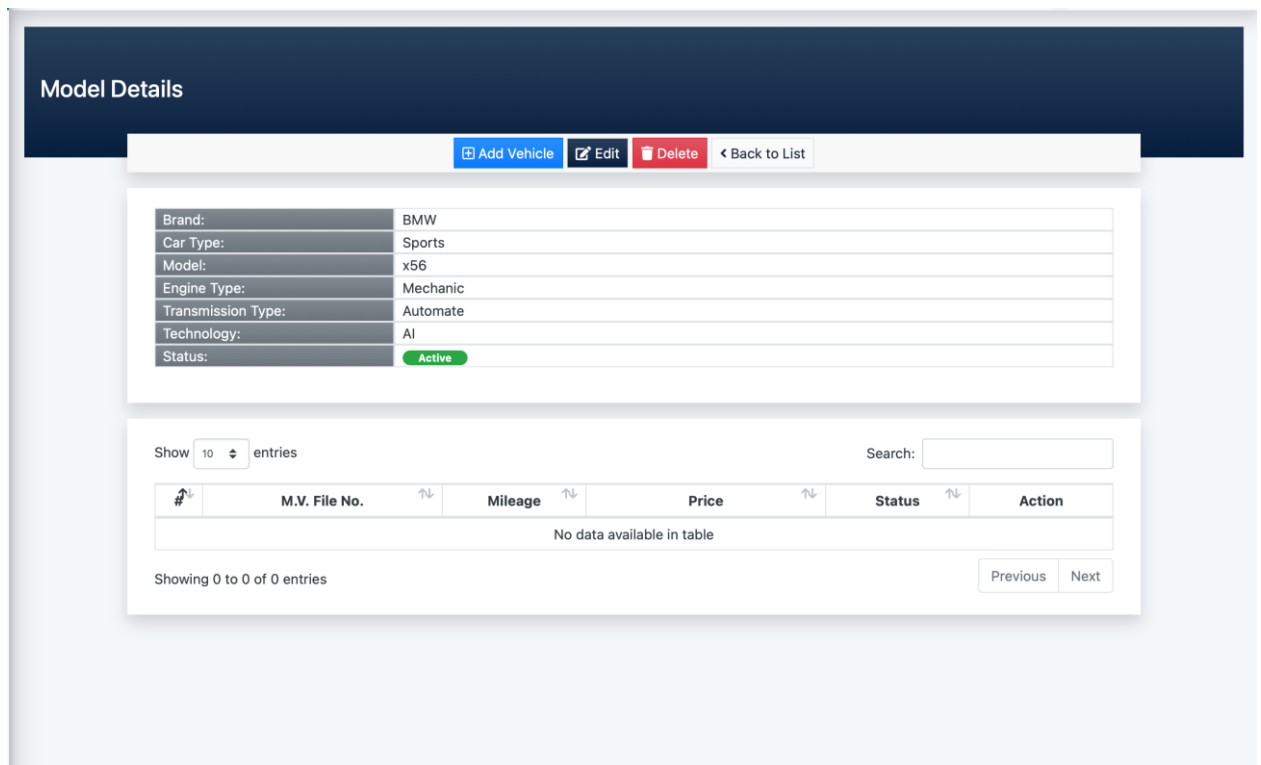 Model Details
Add Vehicle Edit Delete Back to List
Brand: BMW
Car Type: Sports
Model: x56
Engine Type: Mechanic
Transmission Type: Automate
Technology: AI
Status: Active
Show 10 entries Search:
# M.V. File No. Mileage Price Status Action
No data available in table
Showing 0 to 0 of 0 entries Previous Next